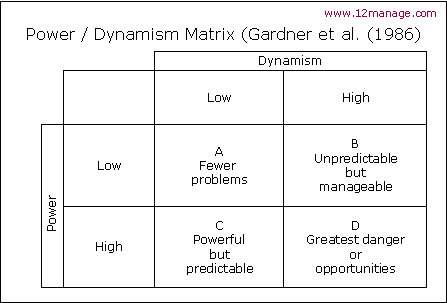 www.12manage.com
Power / Dynamism Matrix (Gardner et al. (1986)
Dynamism
Low
High
Power
Low
A
Fewer
problems
B
Unpredictable
but
manageable
High
C
Powerful
but
predictable
D
Greatest danger
or
opportunities